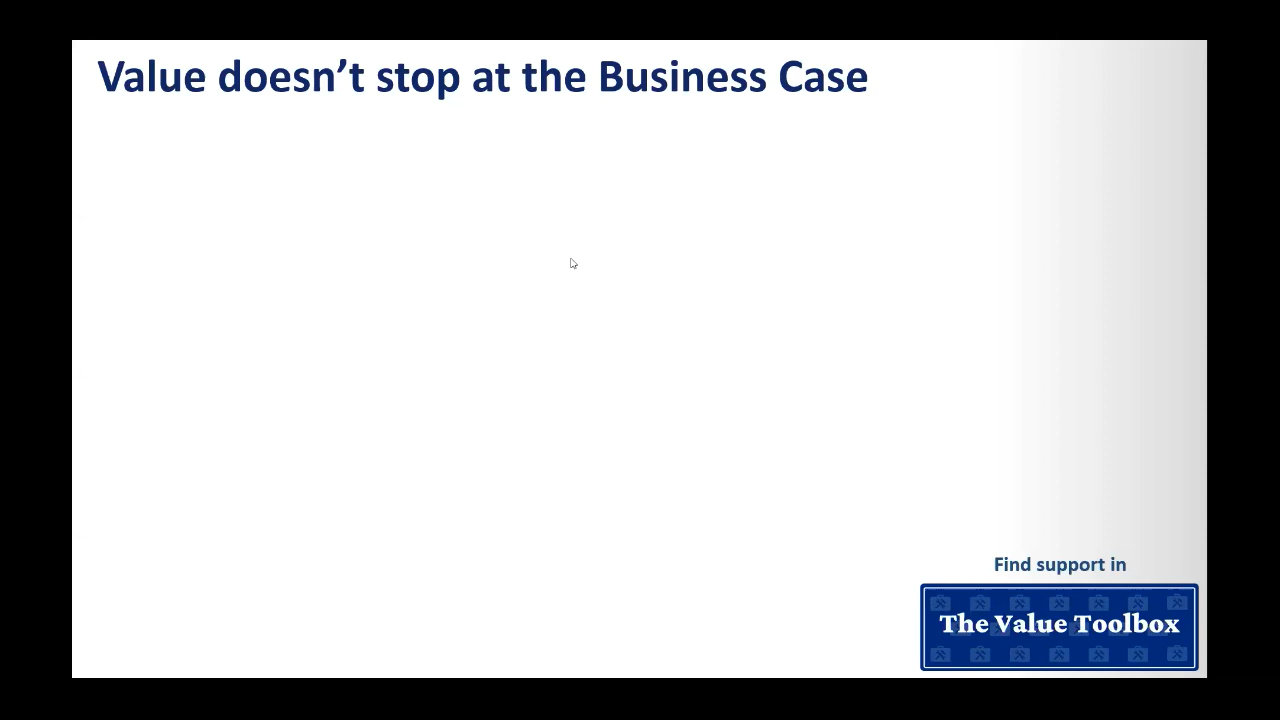 Value doesn’t stop at the Business Case
Find support in
The Value Toolbox